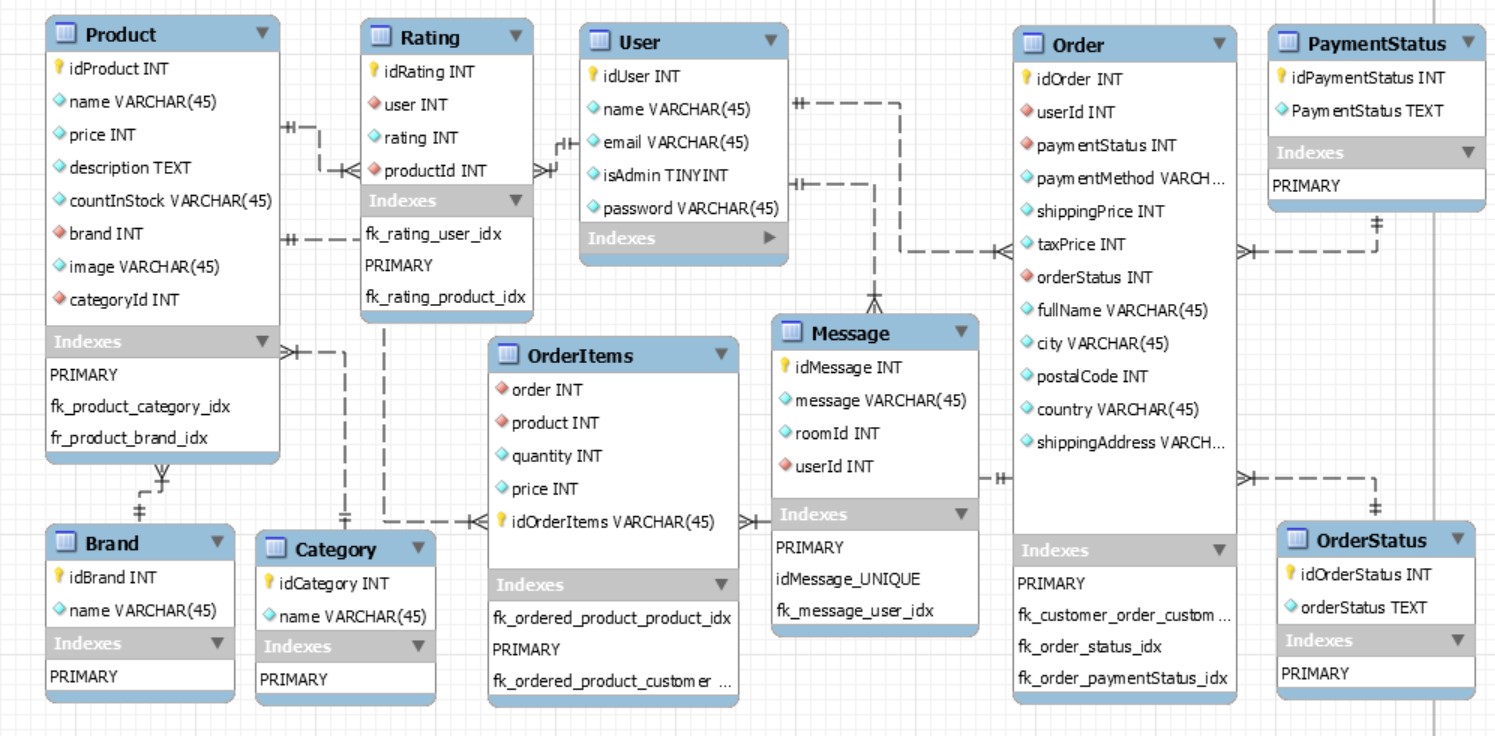 Product
idProduct INT
name VARCHAR(45)
price INT
description TEXT
countInStock VARCHAR(45)
brand INT
image VARCHAR(45)
categoryId INT
Indexes
PRIMARY
fk_product_category_idx
fr_product_brand_idx
Rating
idRating INT
user INT
rating INT
productId INT
Indexes
fk_rating_user_idx
PRIMARY
fk_rating_product_idx
User
idUser INT
name VARCHAR(45)
email VARCHAR(45)
isAdmin TINYINT
password VARCHAR(45)
Indexes
Order
idOrder INT
userId INT
paymentStatus INT
paymentMethod VARCH...
shippingPrice INT
taxPrice INT
orderStatus INT
fullName VARCHAR(45)
city VARCHAR(45)
postalCode INT
country VARCHAR(45)
shippingAddress VARCH...
Indexes
PRIMARY
fk_customer_order_custom ...
fk_order_status_idx
fk_order_paymentStatus_idx
PaymentStatus
idPaymentStatus INT
PaymentStatus TEXT
Indexes
PRIMARY
OrderItems
order INT
product INT
quantity INT
price INT
idOrderItems VARCHAR(45)
Indexes
fk_ordered_product_product_idx
PRIMARY
fk_ordered_product_customer ...
Message
idMessage INT
message VARCHAR(45)
roomId INT
userId INT
Indexes
PRIMARY
idMessage_UNIQUE
fk_message_user_idx
Brand
idBrand INT
name VARCHAR(45)
Indexes
PRIMARY
Category
idCategory INT
name VARCHAR(45)
Indexes
PRIMARY
OrderStatus
idOrderStatus INT
orderStatus TEXT
Indexes
PRIMARY